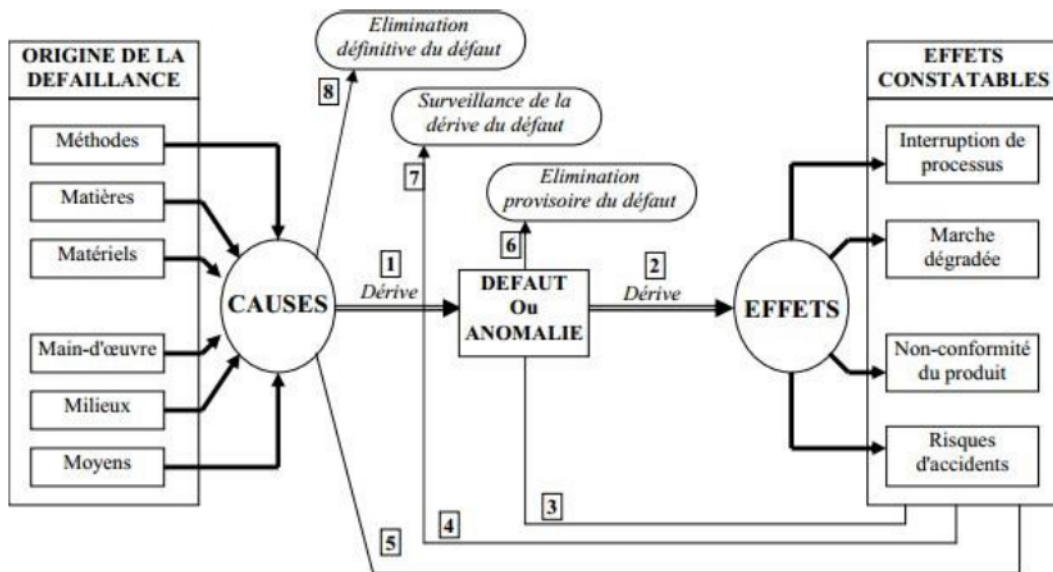 ORIGINE DE LA
DEFAILLANCE
Méthodes
Matières
Matériels
Main-d'œuvre
Milieux
Moyens
CAUSES
8
Elimination
définitive du défaut
Surveillance de la
dérive du défaut
7
Elimination
provisoire du défaut
6
1
Dérive
DEFAUT
Ou
ANOMALIE
2
Dérive
EFFETS
3
4
5
EFFETS
CONSTATABLES
Interruption de
processus
Marche
dégradée
Non-conformité
du produit
Risques
d'accidents